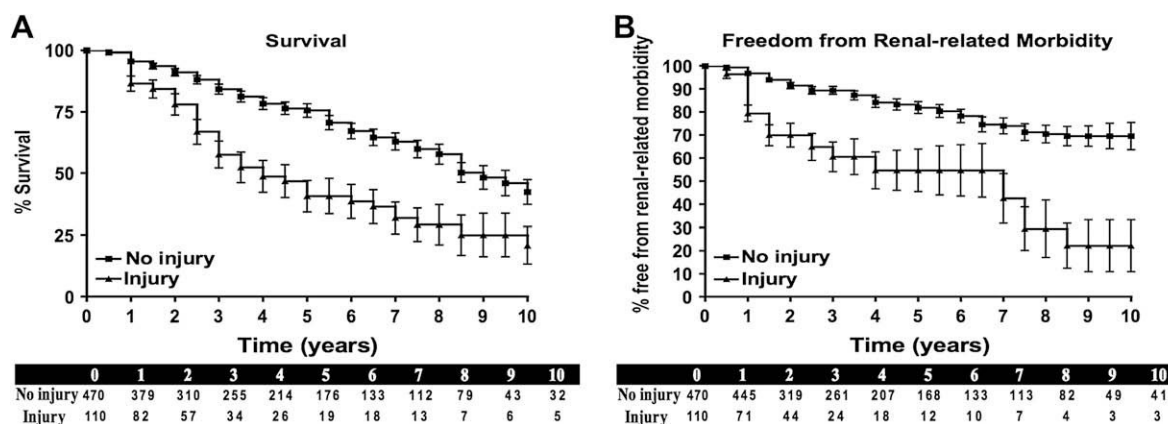 A
Survival
% Survival
100
75
50
25
0
No injury
Injury
0 1 2 3 4 5 6 7 8 9 10
Time (years)
0 1 2 3 4 5 6 7 8 9 10
No injury 470 379 310 255 214 176 133 112 79 43 32
Injury 110 82 57 34 26 19 18 13 7 6 5
B
Freedom from Renal-related Morbidity
% free from renal-related morbidity
100
90
80
70
60
50
40
30
20
10
0
No injury
Injury
0 1 2 3 4 5 6 7 8 9 10
Time (years)
0 1 2 3 4 5 6 7 8 9 10
No injury 470 445 319 261 207 168 133 113 82 49 41
Injury 110 71 44 24 18 12 10 7 4 3 3